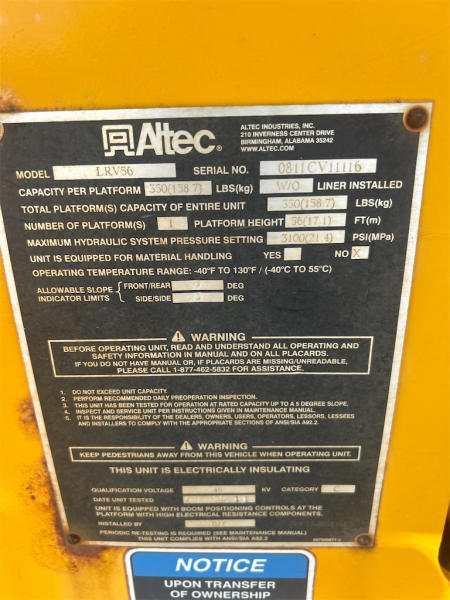 Altec®
ALTEC INDUSTRIES, INC.
210 INVERNESS CENTER DRIVE
BIRMINGHAM, ALABAMA 35242
WWW.ALTEC.COM
MODEL LRV56 SERIAL NO. 0811CV11116
CAPACITY PER PLATFORM 350(158.7) LBS(kg) W/O LINER INSTALLED
TOTAL PLATFORM(S) CAPACITY OF ENTIRE UNIT 350(158.7) LBS(kg)
NUMBER OF PLATFORM(S) 1 PLATFORM HEIGHT 56(17.1) FT(m)
MAXIMUM HYDRAULIC SYSTEM PRESSURE SETTING 3100(21.4) PSI(MPa)
UNIT IS EQUIPPED FOR MATERIAL HANDLING YES NO X
OPERATING TEMPERATURE RANGE: -40°F TO 130°F / (-40°C TO 55°C)
ALLOWABLE SLOPE FRONT/REAR DEG
INDICATOR LIMITS SIDE/SIDE DEG
WARNING
BEFORE OPERATING UNIT, READ AND UNDERSTAND ALL OPERATING AND
SAFETY INFORMATION IN MANUAL AND ON ALL PLACARDS.
IF YOU DO NOT HAVE MANUAL, OR IF PLACARDS ARE MISSING/UNREADABLE,
PLEASE CALL 1-877-462-5832 FOR ASSISTANCE.
1. DO NOT EXCEED UNIT CAPACITY.
2. PERFORM RECOMMENDED DAILY PREOPERATION INSPECTION.
3. THIS UNIT HAS BEEN TESTED FOR OPERATION AT RATED CAPACITY UP TO A 5 DEGREE SLOPE.
4. INSPECT AND SERVICE UNIT PER INSTRUCTIONS GIVEN IN MAINTENANCE MANUAL.
5. IT IS THE RESPONSIBILITY OF THE DEALERS, OWNERS, USERS, OPERATORS, LESSORS, LESSEES
AND INSTALLERS TO COMPLY WITH THE APPROPRIATE SECTIONS OF ANSI/SIA A92.2.
WARNING
KEEP PEDESTRIANS AWAY FROM THIS VEHICLE WHEN OPERATING UNIT.
THIS UNIT IS ELECTRICALLY INSULATING
QUALIFICATION VOLTAGE 46 KV CATEGORY C
DATE UNIT TESTED
UNIT IS EQUIPPED WITH BOOM POSITIONING CONTROLS AT THE
PLATFORM WITH HIGH ELECTRICAL RESISTANCE COMPONENTS.
INSTALLED BY
PERIODIC RE-TESTING IS REQUIRED (SEE MAINTENANCE MANUAL)
THIS UNIT COMPLIES WITH ANSI/SIA A92.2
NOTICE
UPON TRANSFER
OF OWNERSHIP